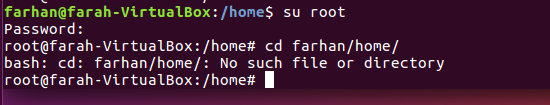 farhan@farah-VirtualBox:/home$ su root
Password:
root@farah-VirtualBox:/home# cd farhan/home/
bash: cd: farhan/home/: No such file or directory
root@farah-VirtualBox:/home#